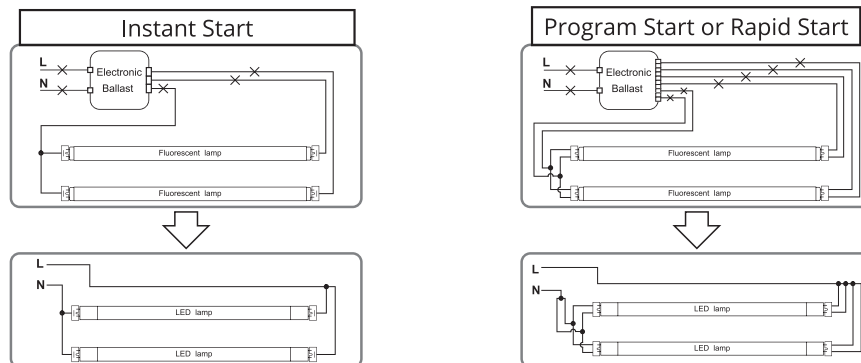 Instant Start
L
N
Electronic
Ballast
Fluorescent lamp
Fluorescent lamp
L
N
LED lamp
LED lamp
Program Start or Rapid Start
L
N
Electronic
Ballast
Fluorescent lamp
Fluorescent lamp
L
N
LED lamp
LED lamp